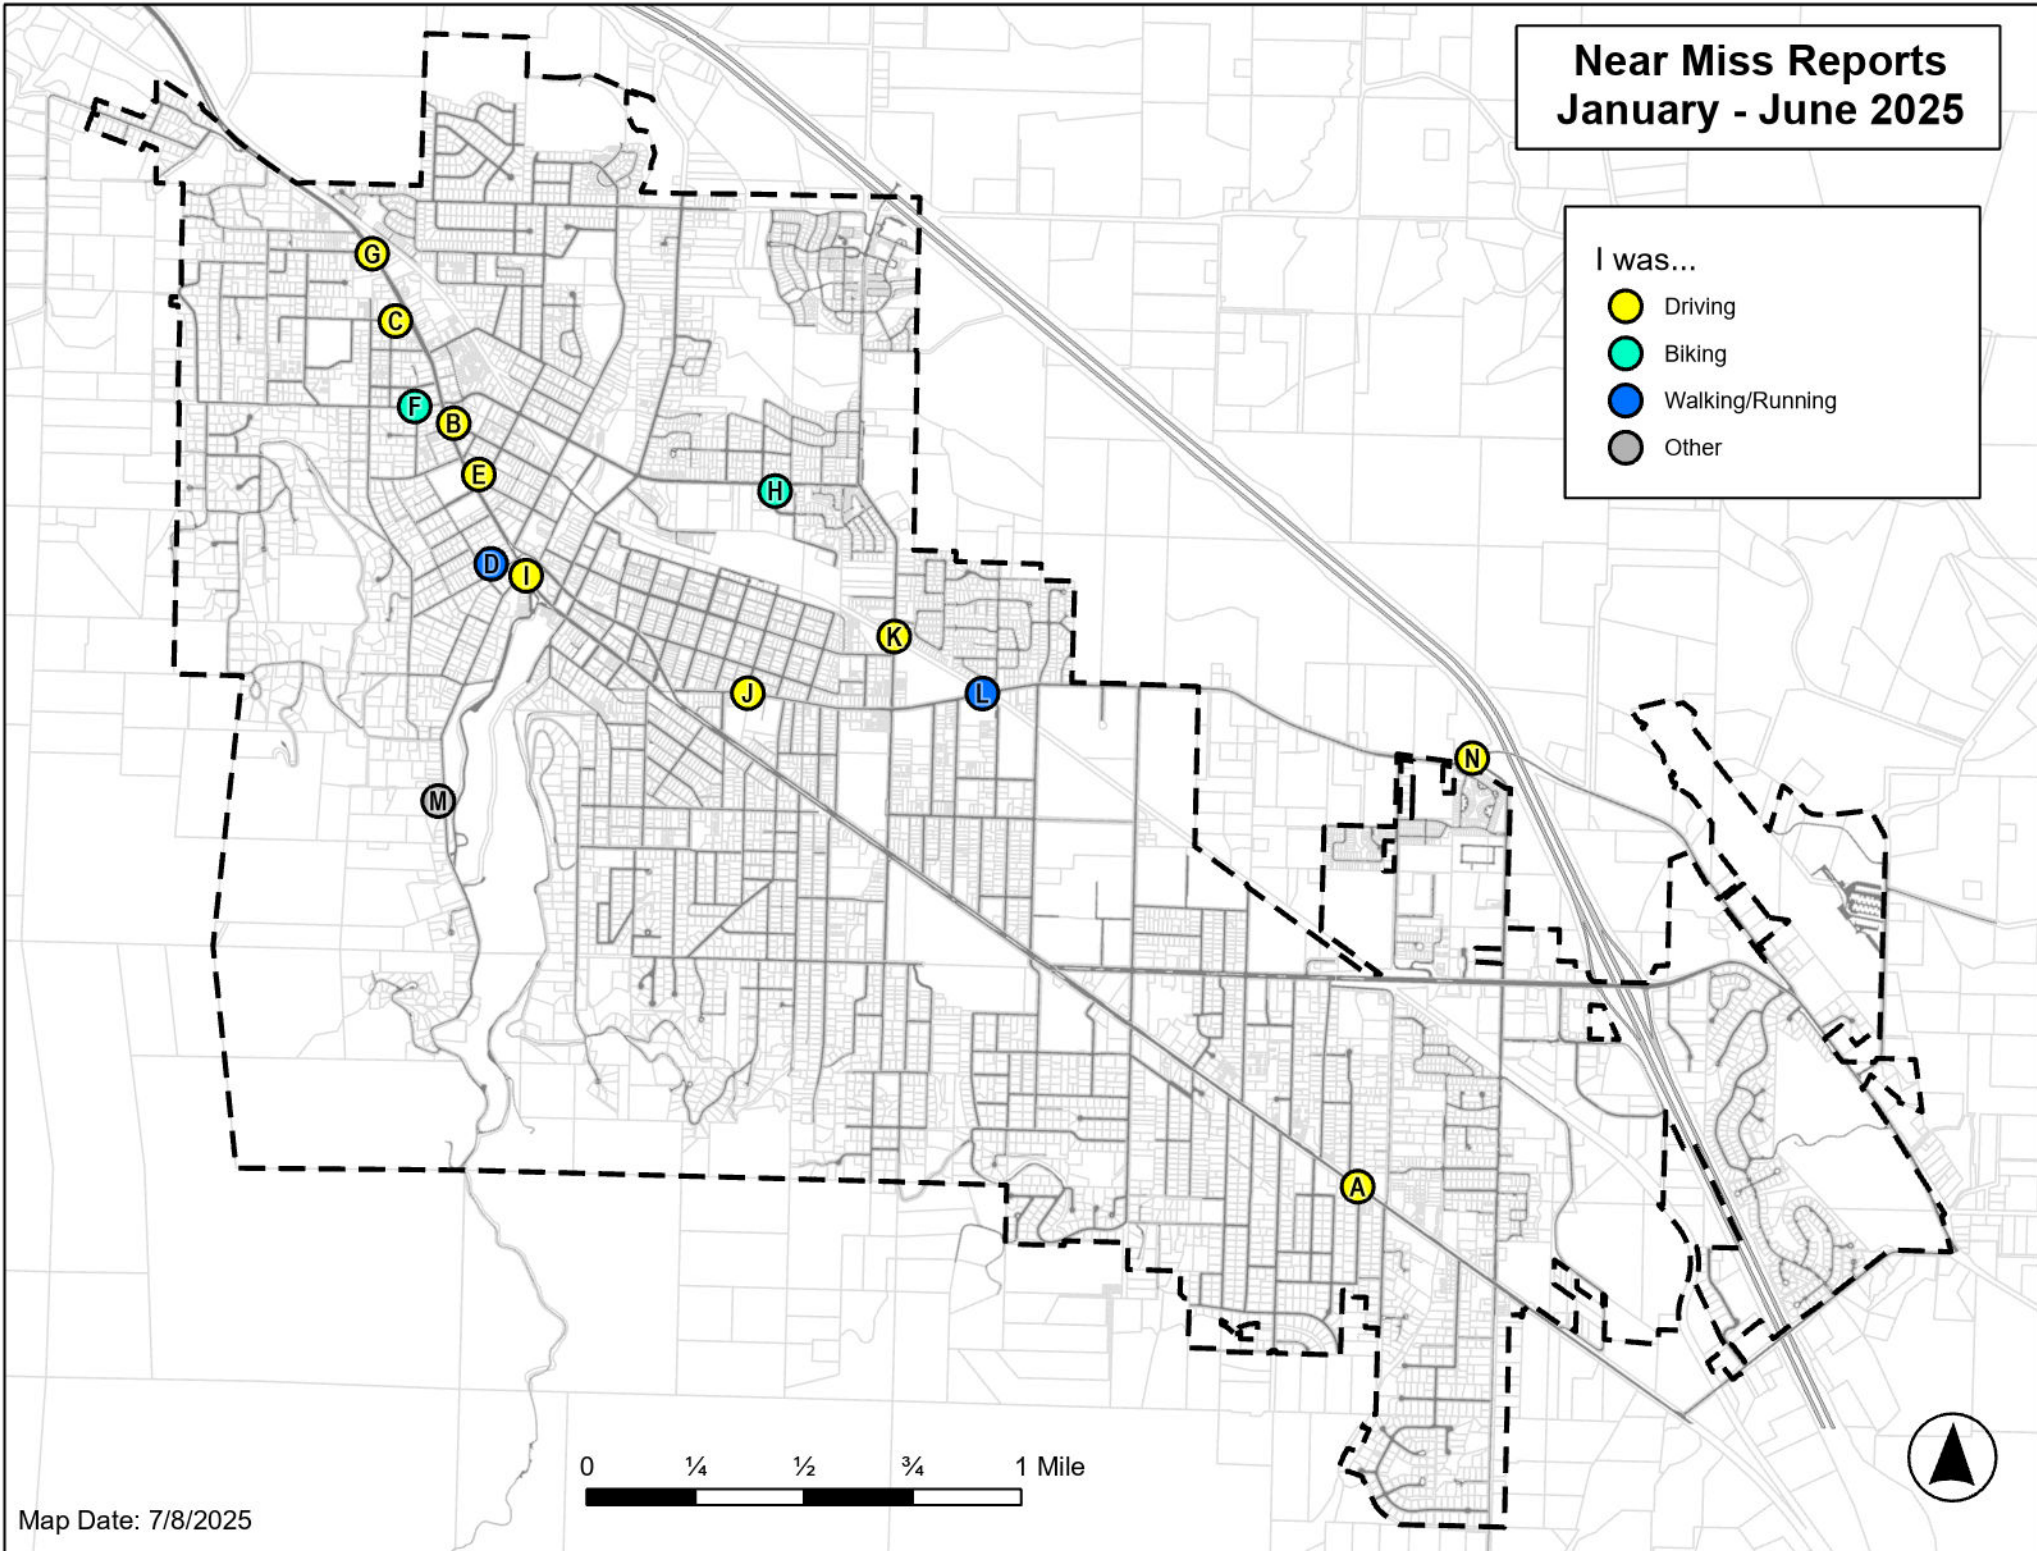 Near Miss Reports
January - June 2025
I was...
Driving
Biking
Walking/Running
Other
G
C
F
B
E
H
D
I
K
J
L
N
M
A
0 ¼ ½ ¾ 1 Mile
Map Date: 7/8/2025